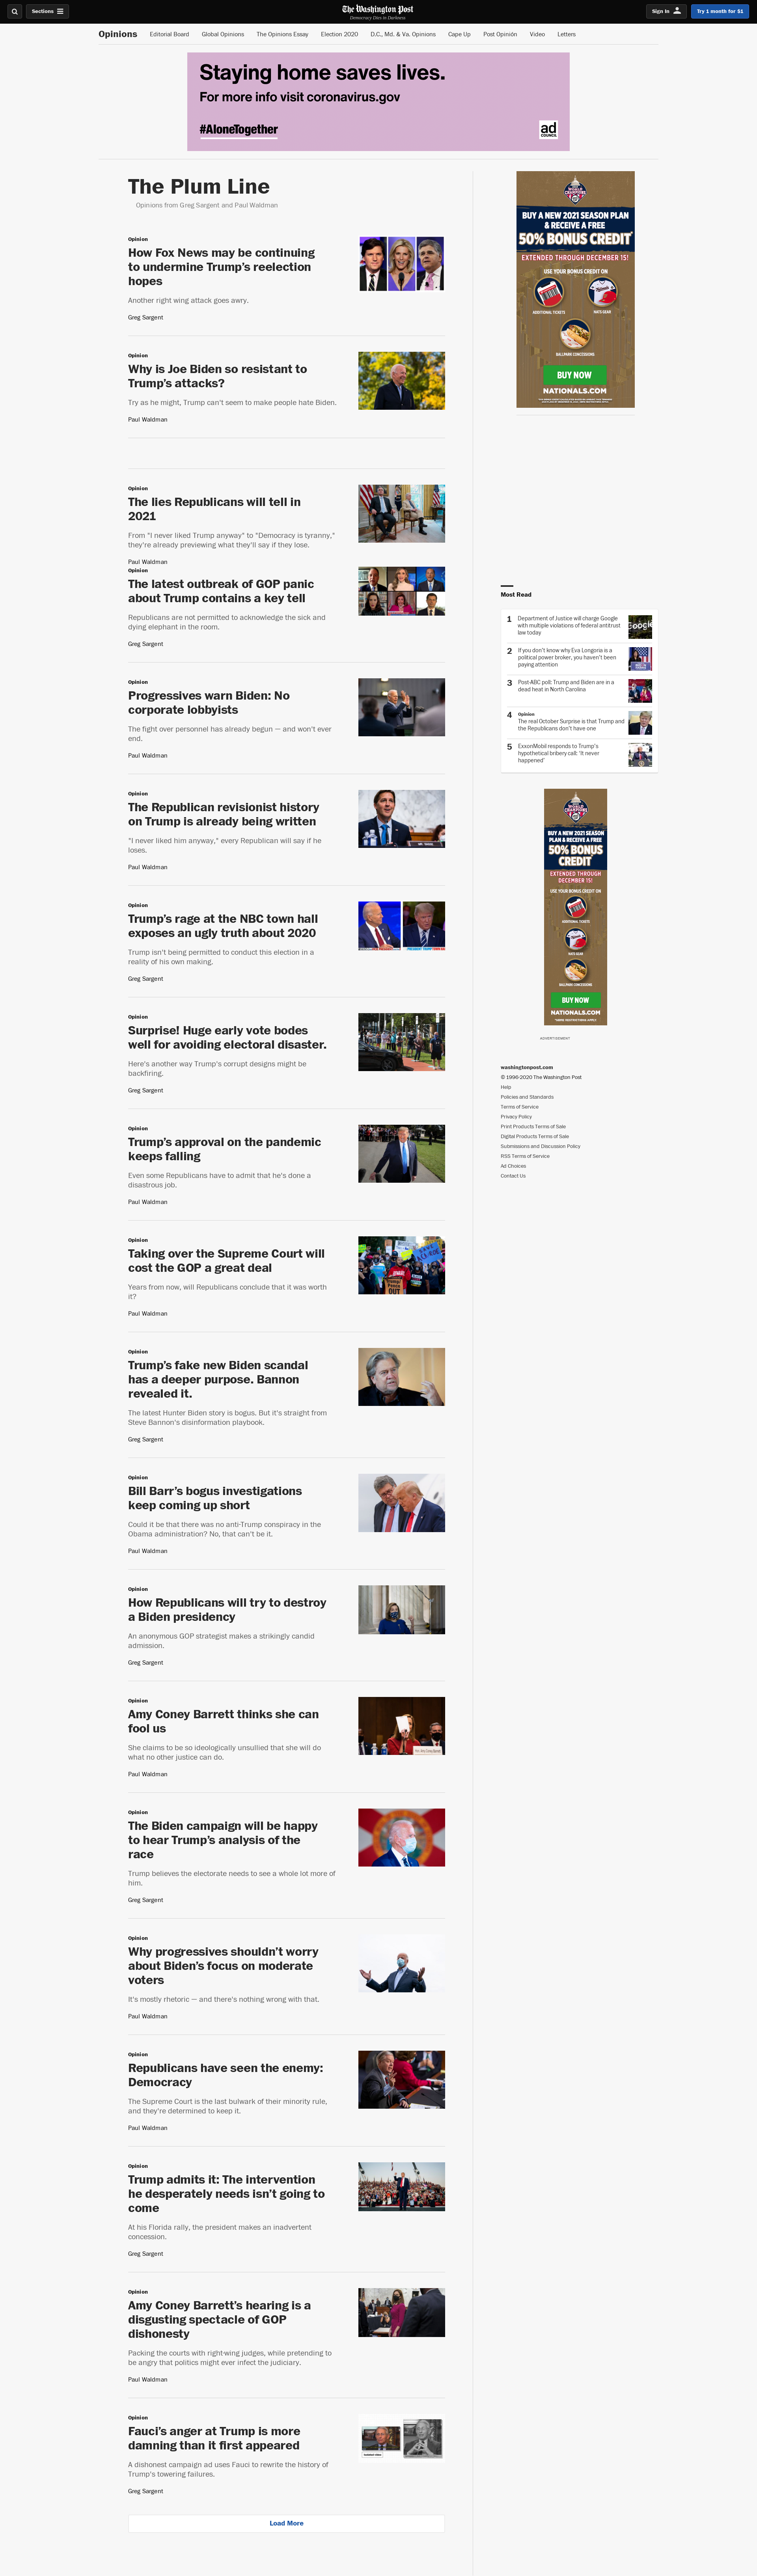 Sections
The Washington Post
Democracy Dies in Darkness
Sign In
Try 1 month for $1
Opinions
Editorial Board
Global Opinions
The Opinions Essay
Election 2020
D.C., Md. & Va. Opinions
Cape Up
Post Opinión
Video
Letters
Staying home saves lives.
For more info visit coronavirus.gov
#AloneTogether
ad
COUNCIL
The Plum Line
Opinions from Greg Sargent and Paul Waldman
Opinion
How Fox News may be continuing
to undermine Trump’s reelection
hopes
Another right wing attack goes awry.
Greg Sargent
Opinion
Why is Joe Biden so resistant to
Trump’s attacks?
Try as he might, Trump can't seem to make people hate Biden.
Paul Waldman
Opinion
The lies Republicans will tell in
2021
From "I never liked Trump anyway" to "Democracy is tyranny,"
they're already previewing what they'll say if they lose.
Paul Waldman
Opinion
The latest outbreak of GOP panic
about Trump contains a key tell
Republicans are not permitted to acknowledge the sick and
dying elephant in the room.
Greg Sargent
Opinion
Progressives warn Biden: No
corporate lobbyists
The fight over personnel has already begun — and won't ever
end.
Paul Waldman
Opinion
The Republican revisionist history
on Trump is already being written
"I never liked him anyway," every Republican will say if he
loses.
Paul Waldman
Opinion
Trump’s rage at the NBC town hall
exposes an ugly truth about 2020
Trump isn't being permitted to conduct this election in a
reality of his own making.
Greg Sargent
Opinion
Surprise! Huge early vote bodes
well for avoiding electoral disaster.
Here's another way Trump's corrupt designs might be
backfiring.
Greg Sargent
Opinion
Trump’s approval on the pandemic
keeps falling
Even some Republicans have to admit that he's done a
disastrous job.
Paul Waldman
Opinion
Taking over the Supreme Court will
cost the GOP a great deal
Years from now, will Republicans conclude that it was worth
it?
Paul Waldman
Opinion
Trump’s fake new Biden scandal
has a deeper purpose. Bannon
revealed it.
The latest Hunter Biden story is bogus. But it's straight from
Steve Bannon's disinformation playbook.
Greg Sargent
Opinion
Bill Barr’s bogus investigations
keep coming up short
Could it be that there was no anti-Trump conspiracy in the
Obama administration? No, that can't be it.
Paul Waldman
Opinion
How Republicans will try to destroy
a Biden presidency
An anonymous GOP strategist makes a strikingly candid
admission.
Greg Sargent
Opinion
Amy Coney Barrett thinks she can
fool us
She claims to be so ideologically unsullied that she will do
what no other justice can do.
Paul Waldman
Opinion
The Biden campaign will be happy
to hear Trump’s analysis of the
race
Trump believes the electorate needs to see a whole lot more of
him.
Greg Sargent
Opinion
Why progressives shouldn’t worry
about Biden’s focus on moderate
voters
It's mostly rhetoric — and there's nothing wrong with that.
Paul Waldman
Opinion
Republicans have seen the enemy:
Democracy
The Supreme Court is the last bulwark of their minority rule,
and they're determined to keep it.
Paul Waldman
Opinion
Trump admits it: The intervention
he desperately needs isn’t going to
come
At his Florida rally, the president makes an inadvertent
concession.
Greg Sargent
Opinion
Amy Coney Barrett’s hearing is a
disgusting spectacle of GOP
dishonesty
Packing the courts with right-wing judges, while pretending to
be angry that politics might ever infect the judiciary.
Paul Waldman
Opinion
Fauci’s anger at Trump is more
damning than it first appeared
A dishonest campaign ad uses Fauci to rewrite the history of
Trump's towering failures.
Greg Sargent
Load More
WORLD
CHAMPIONS
BUY A NEW 2021 SEASON PLAN
& RECEIVE A FREE
50% BONUS CREDIT*
EXTENDED THROUGH DECEMBER 15!
USE YOUR BONUS CREDIT ON
ADDITIONAL TICKETS
NATS GEAR
BALLPARK CONCESSIONS
BUY NOW
NATIONALS.COM
Most Read
1
Department of Justice will charge Google
with multiple violations of federal antitrust
law today
2
If you don’t know why Eva Longoria is a
political power broker, you haven’t been
paying attention
3
Post-ABC poll: Trump and Biden are in a
dead heat in North Carolina
4
Opinion
The real October Surprise is that Trump and
the Republicans don’t have one
5
ExxonMobil responds to Trump’s
hypothetical bribery call: ‘It never
happened’
WORLD
CHAMPIONS
BUY A NEW 2021 SEASON
PLAN & RECEIVE A FREE
50% BONUS
CREDIT*
EXTENDED THROUGH
DECEMBER 15!
USE YOUR BONUS CREDIT ON
ADDITIONAL TICKETS
NATS GEAR
BALLPARK CONCESSIONS
BUY NOW
NATIONALS.COM
*SOME RESTRICTIONS APPLY
ADVERTISEMENT
washingtonpost.com
© 1996-2020 The Washington Post
Help
Policies and Standards
Terms of Service
Privacy Policy
Print Products Terms of Sale
Digital Products Terms of Sale
Submissions and Discussion Policy
RSS Terms of Service
Ad Choices
Contact Us